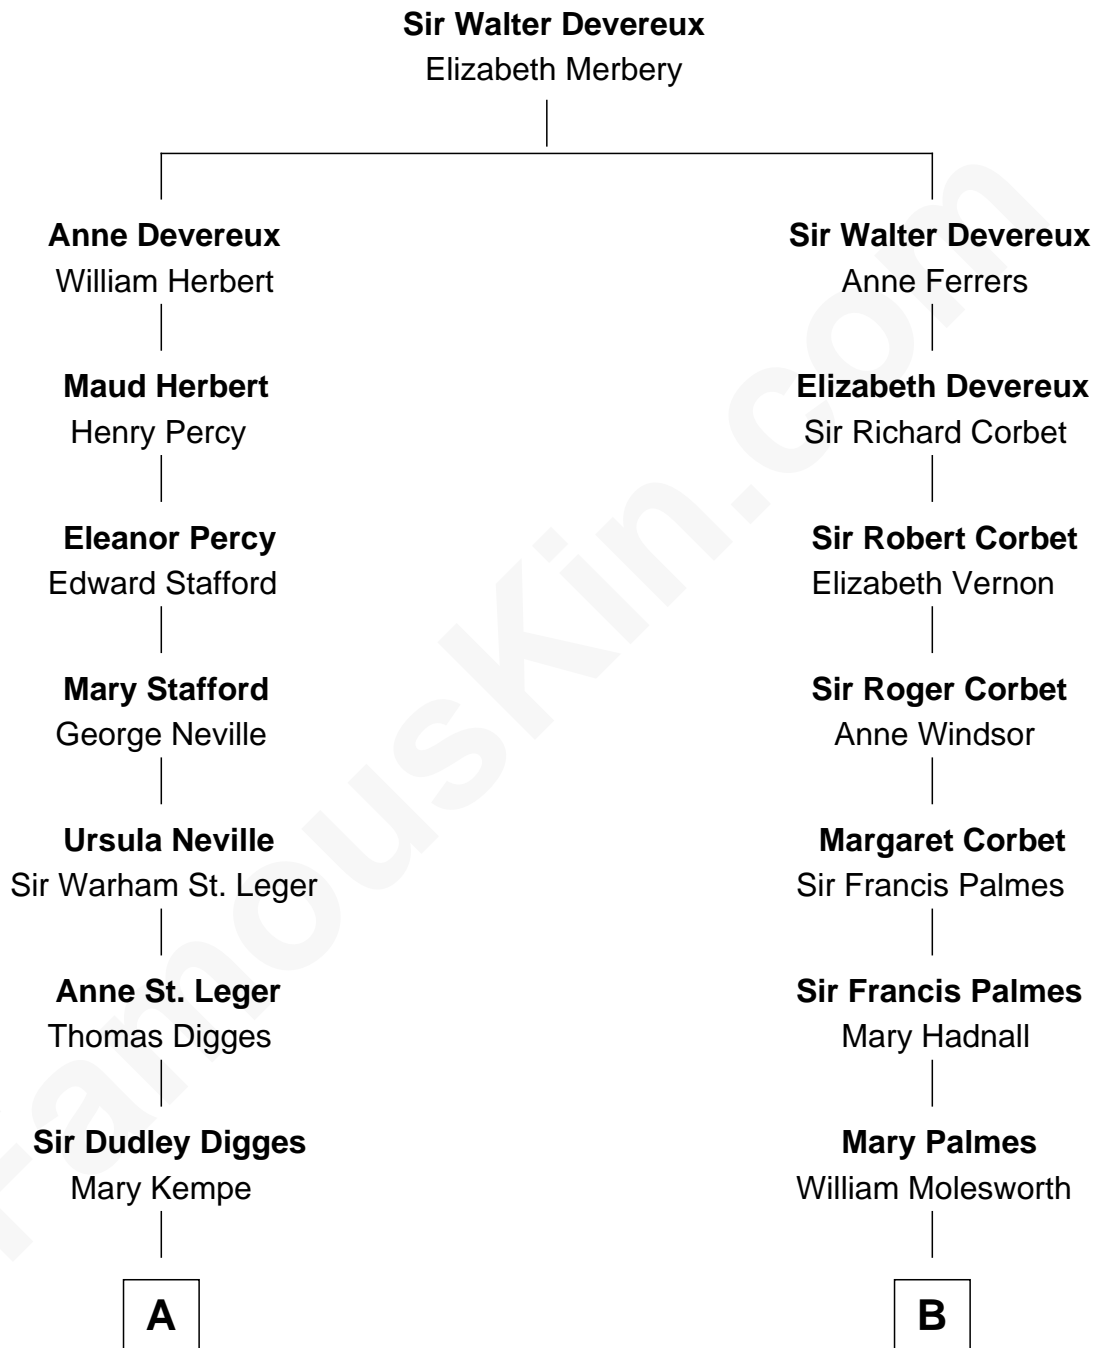 Sir Walter Devereux
Elizabeth Merbery
Anne Devereux
William Herbert
Sir Walter Devereux
Anne Ferrers
Maud Herbert
Henry Percy
Elizabeth Devereux
Sir Richard Corbet
Eleanor Percy
Edward Stafford
Sir Robert Corbet
Elizabeth Vernon
Mary Stafford
George Neville
Sir Roger Corbet
Anne Windsor
Ursula Neville
Sir Warham St. Leger
Margaret Corbet
Sir Francis Palmes
Anne St. Leger
Thomas Digges
Sir Francis Palmes
Mary Hadnall
Sir Dudley Digges
Mary Kempe
Mary Palmes
William Molesworth
A
B
FamousKin.com